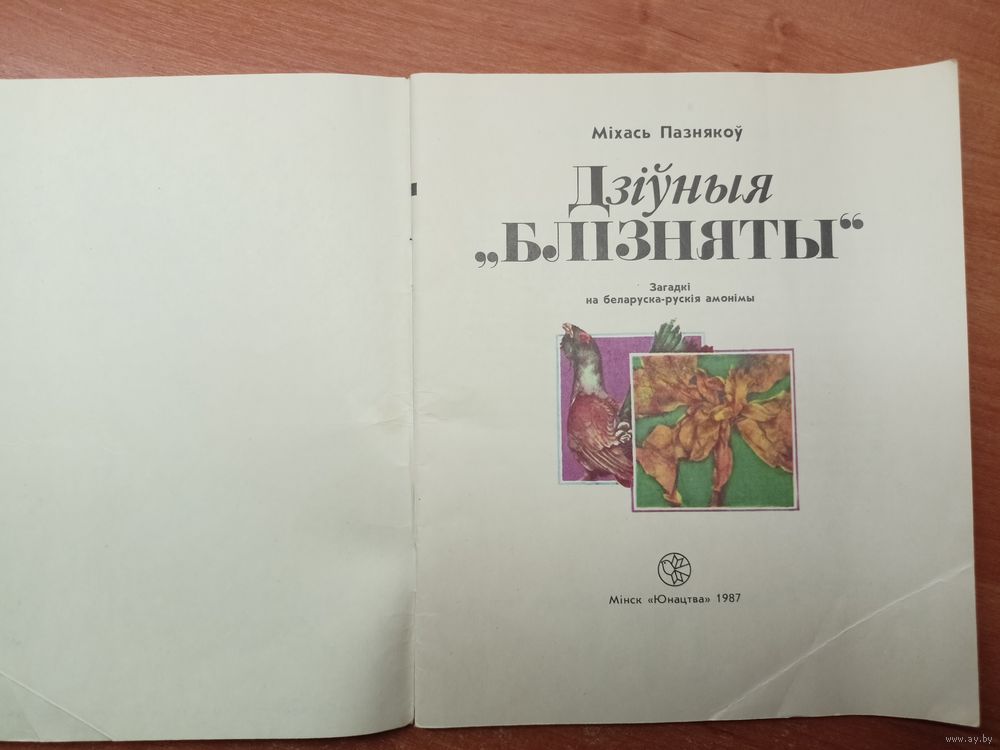 Міхась Пазнякоў
Дзіўныя
„БЛІЗНЯТЫ“
Загадкі
на беларуска-рускія амонімы
Мінск «Юнацтва» 1987
www.ay.by